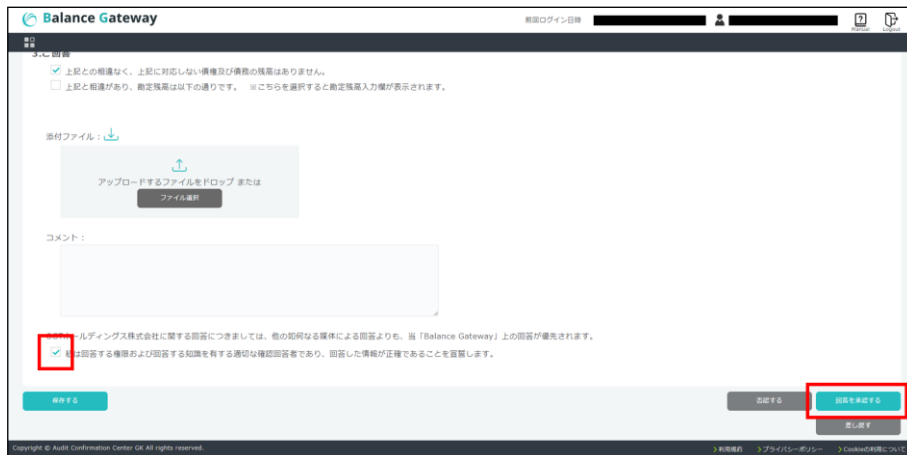 Balance Gateway
前回ログイン日時
Manual
Logout
3.ご回答
上記との相違なく、上記に対応しない債権及び債務の残高はありません。
上記と相違があり、勘定残高は以下の通りです。 ※こちらを選択すると勘定残高入力欄が表示されます。
添付ファイル：
アップロードするファイルをドロップ または
ファイル選択
コメント：
ホールディングス株式会社に関する回答につきましては、他の如何なる媒体による回答よりも、当「Balance Gateway」上の回答が優先されます。
私は回答する権限および回答する知識を有する適切な確認回答者であり、回答した情報が正確であることを宣誓します。
保存する
否認する
回答を承認する
差し戻す
Copyright © Audit Confirmation Center GK All rights reserved.
利用規約
プライバシーポリシー
Cookieの利用について